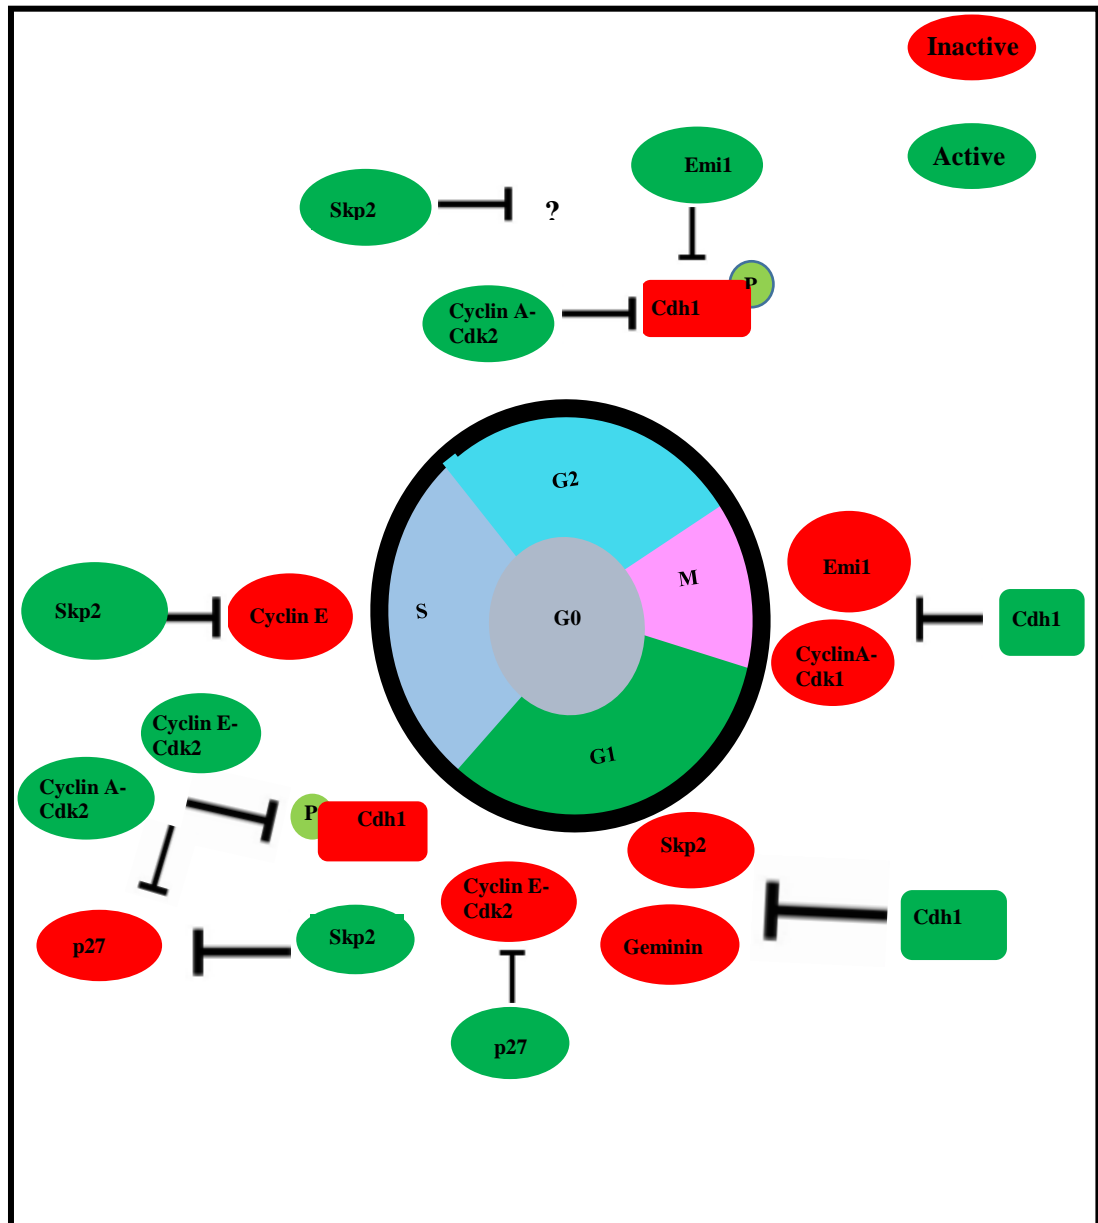 Inactive
Active
Emi1
Skp2
?
P
Cyclin A-
Cdk2
Cdh1
G2
M
S
G0
G1
Emi1
Cdh1
CyclinA-
Cdk1
Skp2
Cyclin E
Cyclin E-
Cdk2
Cyclin A-
Cdk2
P
Cdh1
Skp2
p27
Skp2
Cyclin E-
Cdk2
Geminin
Cdh1
p27